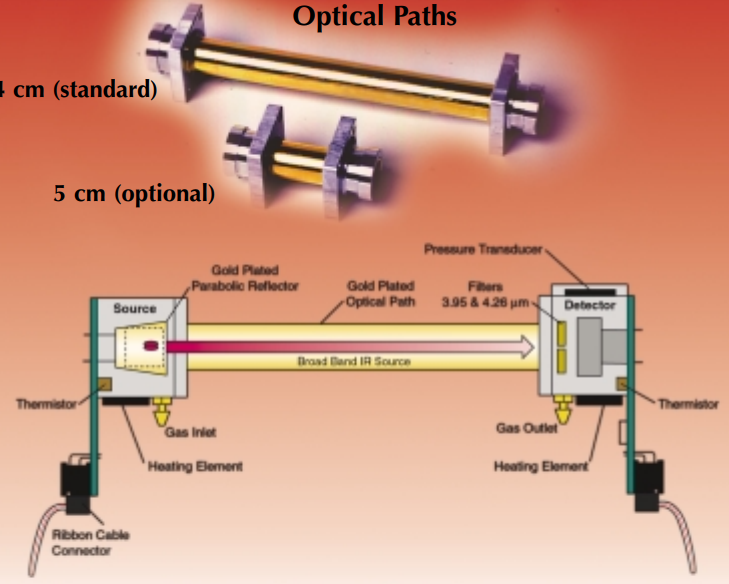 Optical Paths
4 cm (standard)
5 cm (optional)
Pressure Transducer
Gold Plated
Parabolic Reflector
Gold Plated
Optical Path
Filters
3.95 & 4.26 µm
Source
Detector
Broad Band IR Source
Thermistor
Thermistor
Gas Inlet
Gas Outlet
Heating Element
Heating Element
Ribbon Cable
Connector